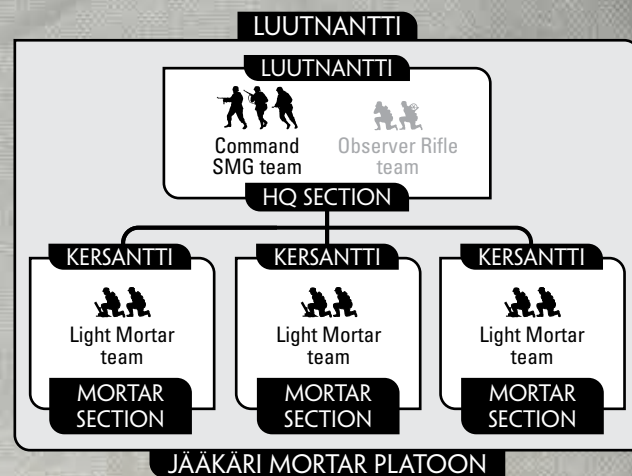 LUUTNANTTI
LUUTNANTTI
Command
SMG team
Observer Rifle
team
HQ SECTION
KERSANTTI
Light Mortar
team
MORTAR
SECTION
KERSANTTI
Light Mortar
team
MORTAR
SECTION
KERSANTTI
Light Mortar
team
MORTAR
SECTION
JÄÄKÄRI MORTAR PLATOON